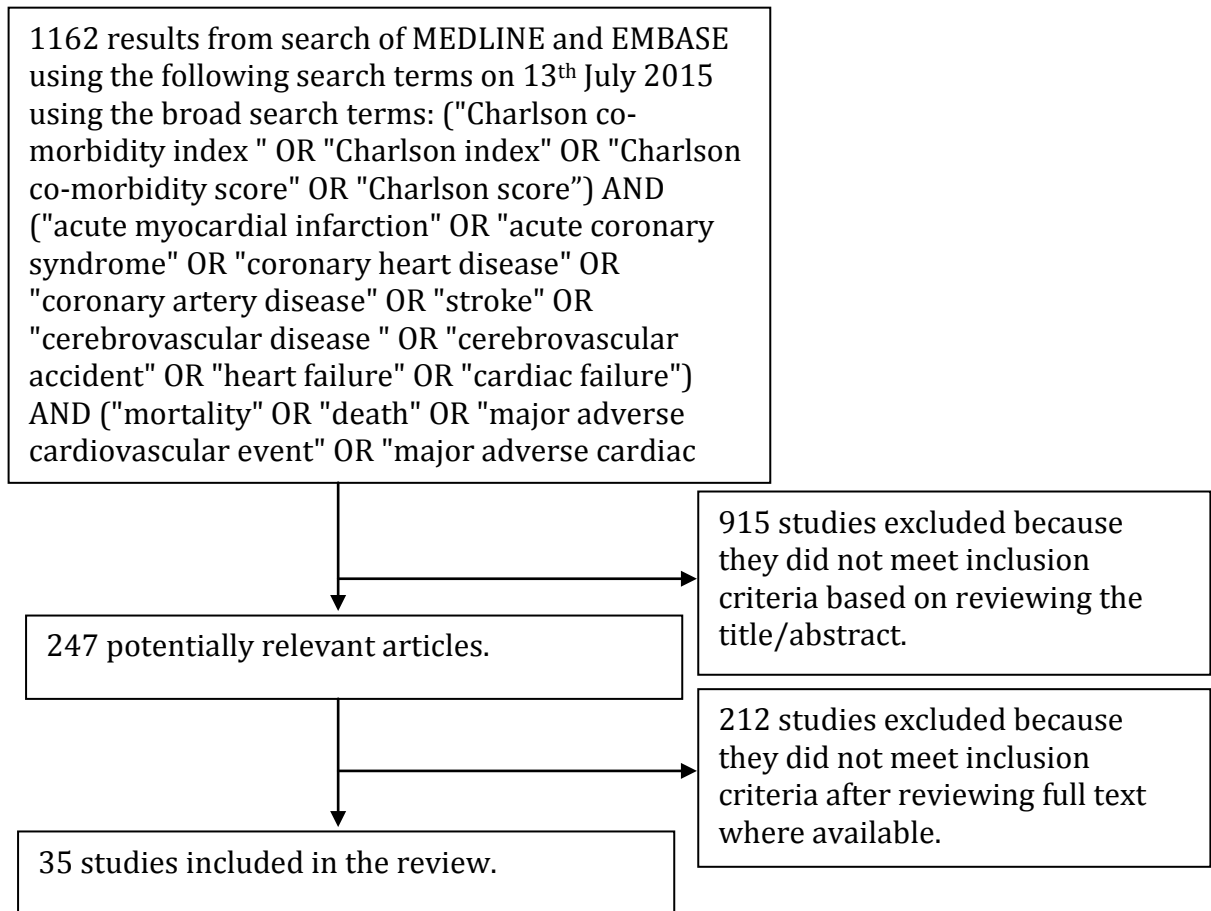 1162 results from search of MEDLINE and EMBASE
using the following search terms on 13th July 2015
using the broad search terms: ("Charlson co-
morbidity index " OR "Charlson index" OR "Charlson
co-morbidity score" OR "Charlson score”) AND
("acute myocardial infarction" OR "acute coronary
syndrome" OR "coronary heart disease" OR
"coronary artery disease" OR "stroke" OR
"cerebrovascular disease " OR "cerebrovascular
accident" OR "heart failure" OR "cardiac failure")
AND ("mortality" OR "death" OR "major adverse
cardiovascular event" OR "major adverse cardiac
915 studies excluded because
they did not meet inclusion
criteria based on reviewing the
title/abstract.
247 potentially relevant articles.
212 studies excluded because
they did not meet inclusion
criteria after reviewing full text
where available.
35 studies included in the review.